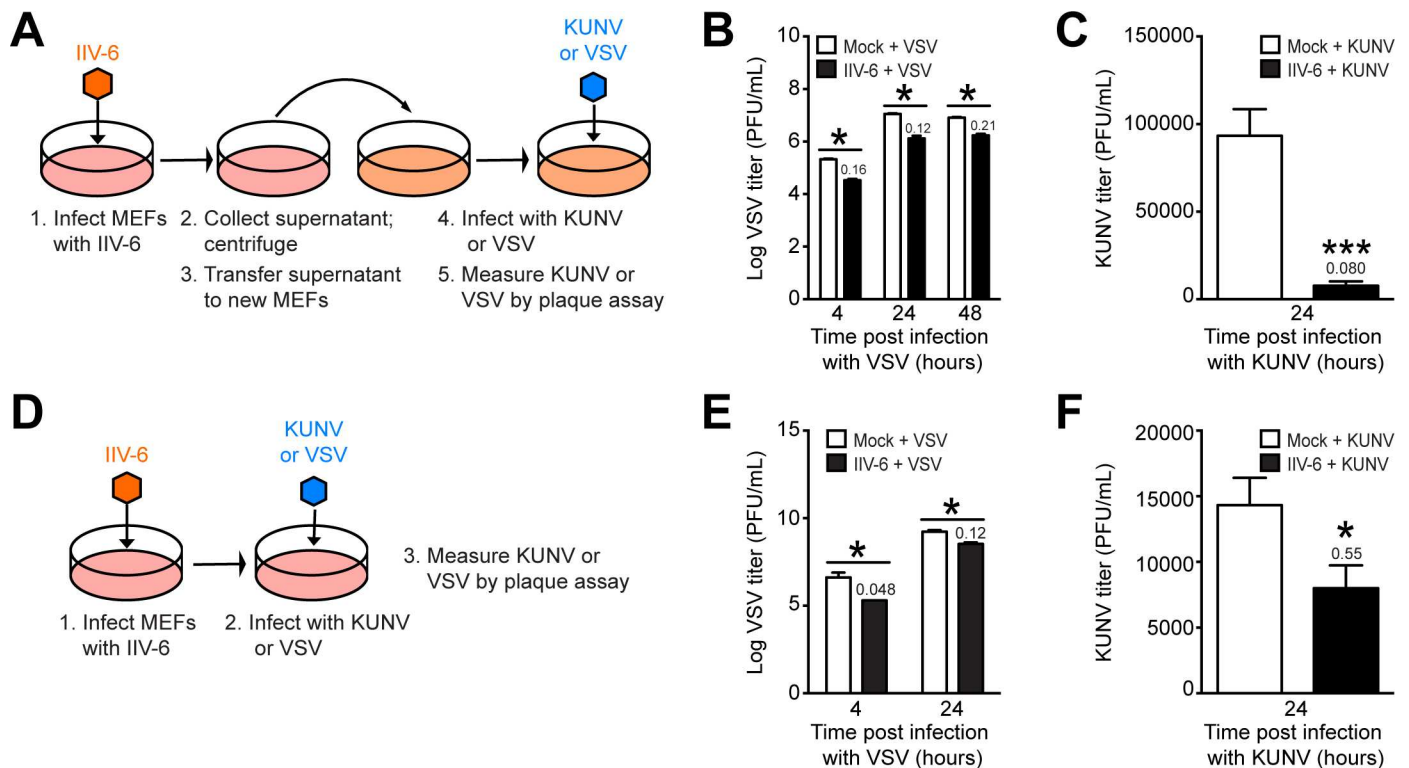 A
IIV-6
KUNV
or VSV
1. Infect MEFs
with IIV-6
2. Collect supernatant;
centrifuge
3. Transfer supernatant
to new MEFs
4. Infect with KUNV
or VSV
5. Measure KUNV or
VSV by plaque assay
B
Log VSV titer (PFU/mL)
10
8
6
4
2
0
Mock + VSV
IIV-6 + VSV
*
0.16
*
0.12
*
0.21
4
24
48
Time post infection
with VSV (hours)
C
KUNV titer (PFU/mL)
150000
100000
50000
0
Mock + KUNV
IIV-6 + KUNV
***
0.080
24
Time post infection
with KUNV (hours)
D
IIV-6
KUNV
or VSV
1. Infect MEFs
with IIV-6
2. Infect with KUNV
or VSV
3. Measure KUNV or
VSV by plaque assay
E
Log VSV titer (PFU/mL)
15
10
5
0
Mock + VSV
IIV-6 + VSV
*
0.048
*
0.12
4
24
Time post infection
with VSV (hours)
F
KUNV titer (PFU/mL)
20000
15000
10000
5000
0
Mock + KUNV
IIV-6 + KUNV
*
0.55
24
Time post infection
with KUNV (hours)